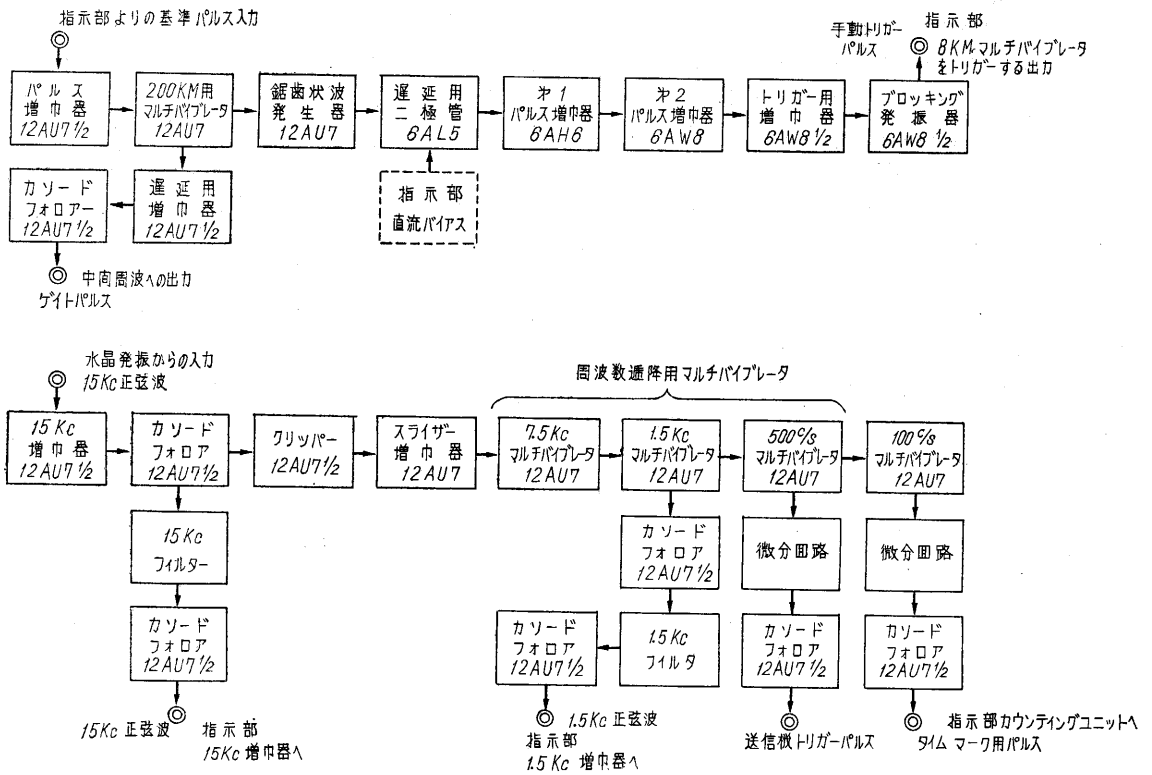 指示部よりの基準パルス入力
パルス
増巾器
12AU7 1/2
200KM用
マルチバイブレータ
12AU7
鋸歯状波
発生器
12AU7
遅延用
二極管
6AL5
才1
パルス増巾器
6AH6
才2
パルス増巾器
6AW8
トリガー用
増巾器
6AW8 1/2
ブロッキング
発振器
6AW8 1/2
手動トリガー
パルス
指示部
8KMマルチバイブレータ
をトリガーする出力
カソード
フォロアー
12AU7 1/2
遅延用
増巾器
12AU7 1/2
指示部
直流バイアス
中間周波への出力
ゲイトパルス
水晶発振からの入力
15Kc正弦波
周波数逓降用マルチバイブレータ
15Kc
増巾器
12AU7 1/2
カソード
フォロア
12AU7 1/2
クリッパー
12AU7 1/2
スライザー
増巾器
12AU7
7.5Kc
マルチバイブレータ
12AU7
1.5Kc
マルチバイブレータ
12AU7
500c/s
マルチバイブレータ
12AU7
100c/s
マルチバイブレータ
12AU7
15Kc
フィルター
カソード
フォロア
12AU7 1/2
微分回路
微分回路
カソード
フォロア
12AU7 1/2
カソード
フォロア
12AU7 1/2
1.5Kc
フィルタ
カソード
フォロア
12AU7 1/2
カソード
フォロア
12AU7 1/2
15Kc正弦波
指示部
15Kc増巾器へ
1.5Kc正弦波
指示部
1.5Kc増巾器へ
送信機トリガーパルス
指示部カウンティングユニットへ
タイムマーク用パルス